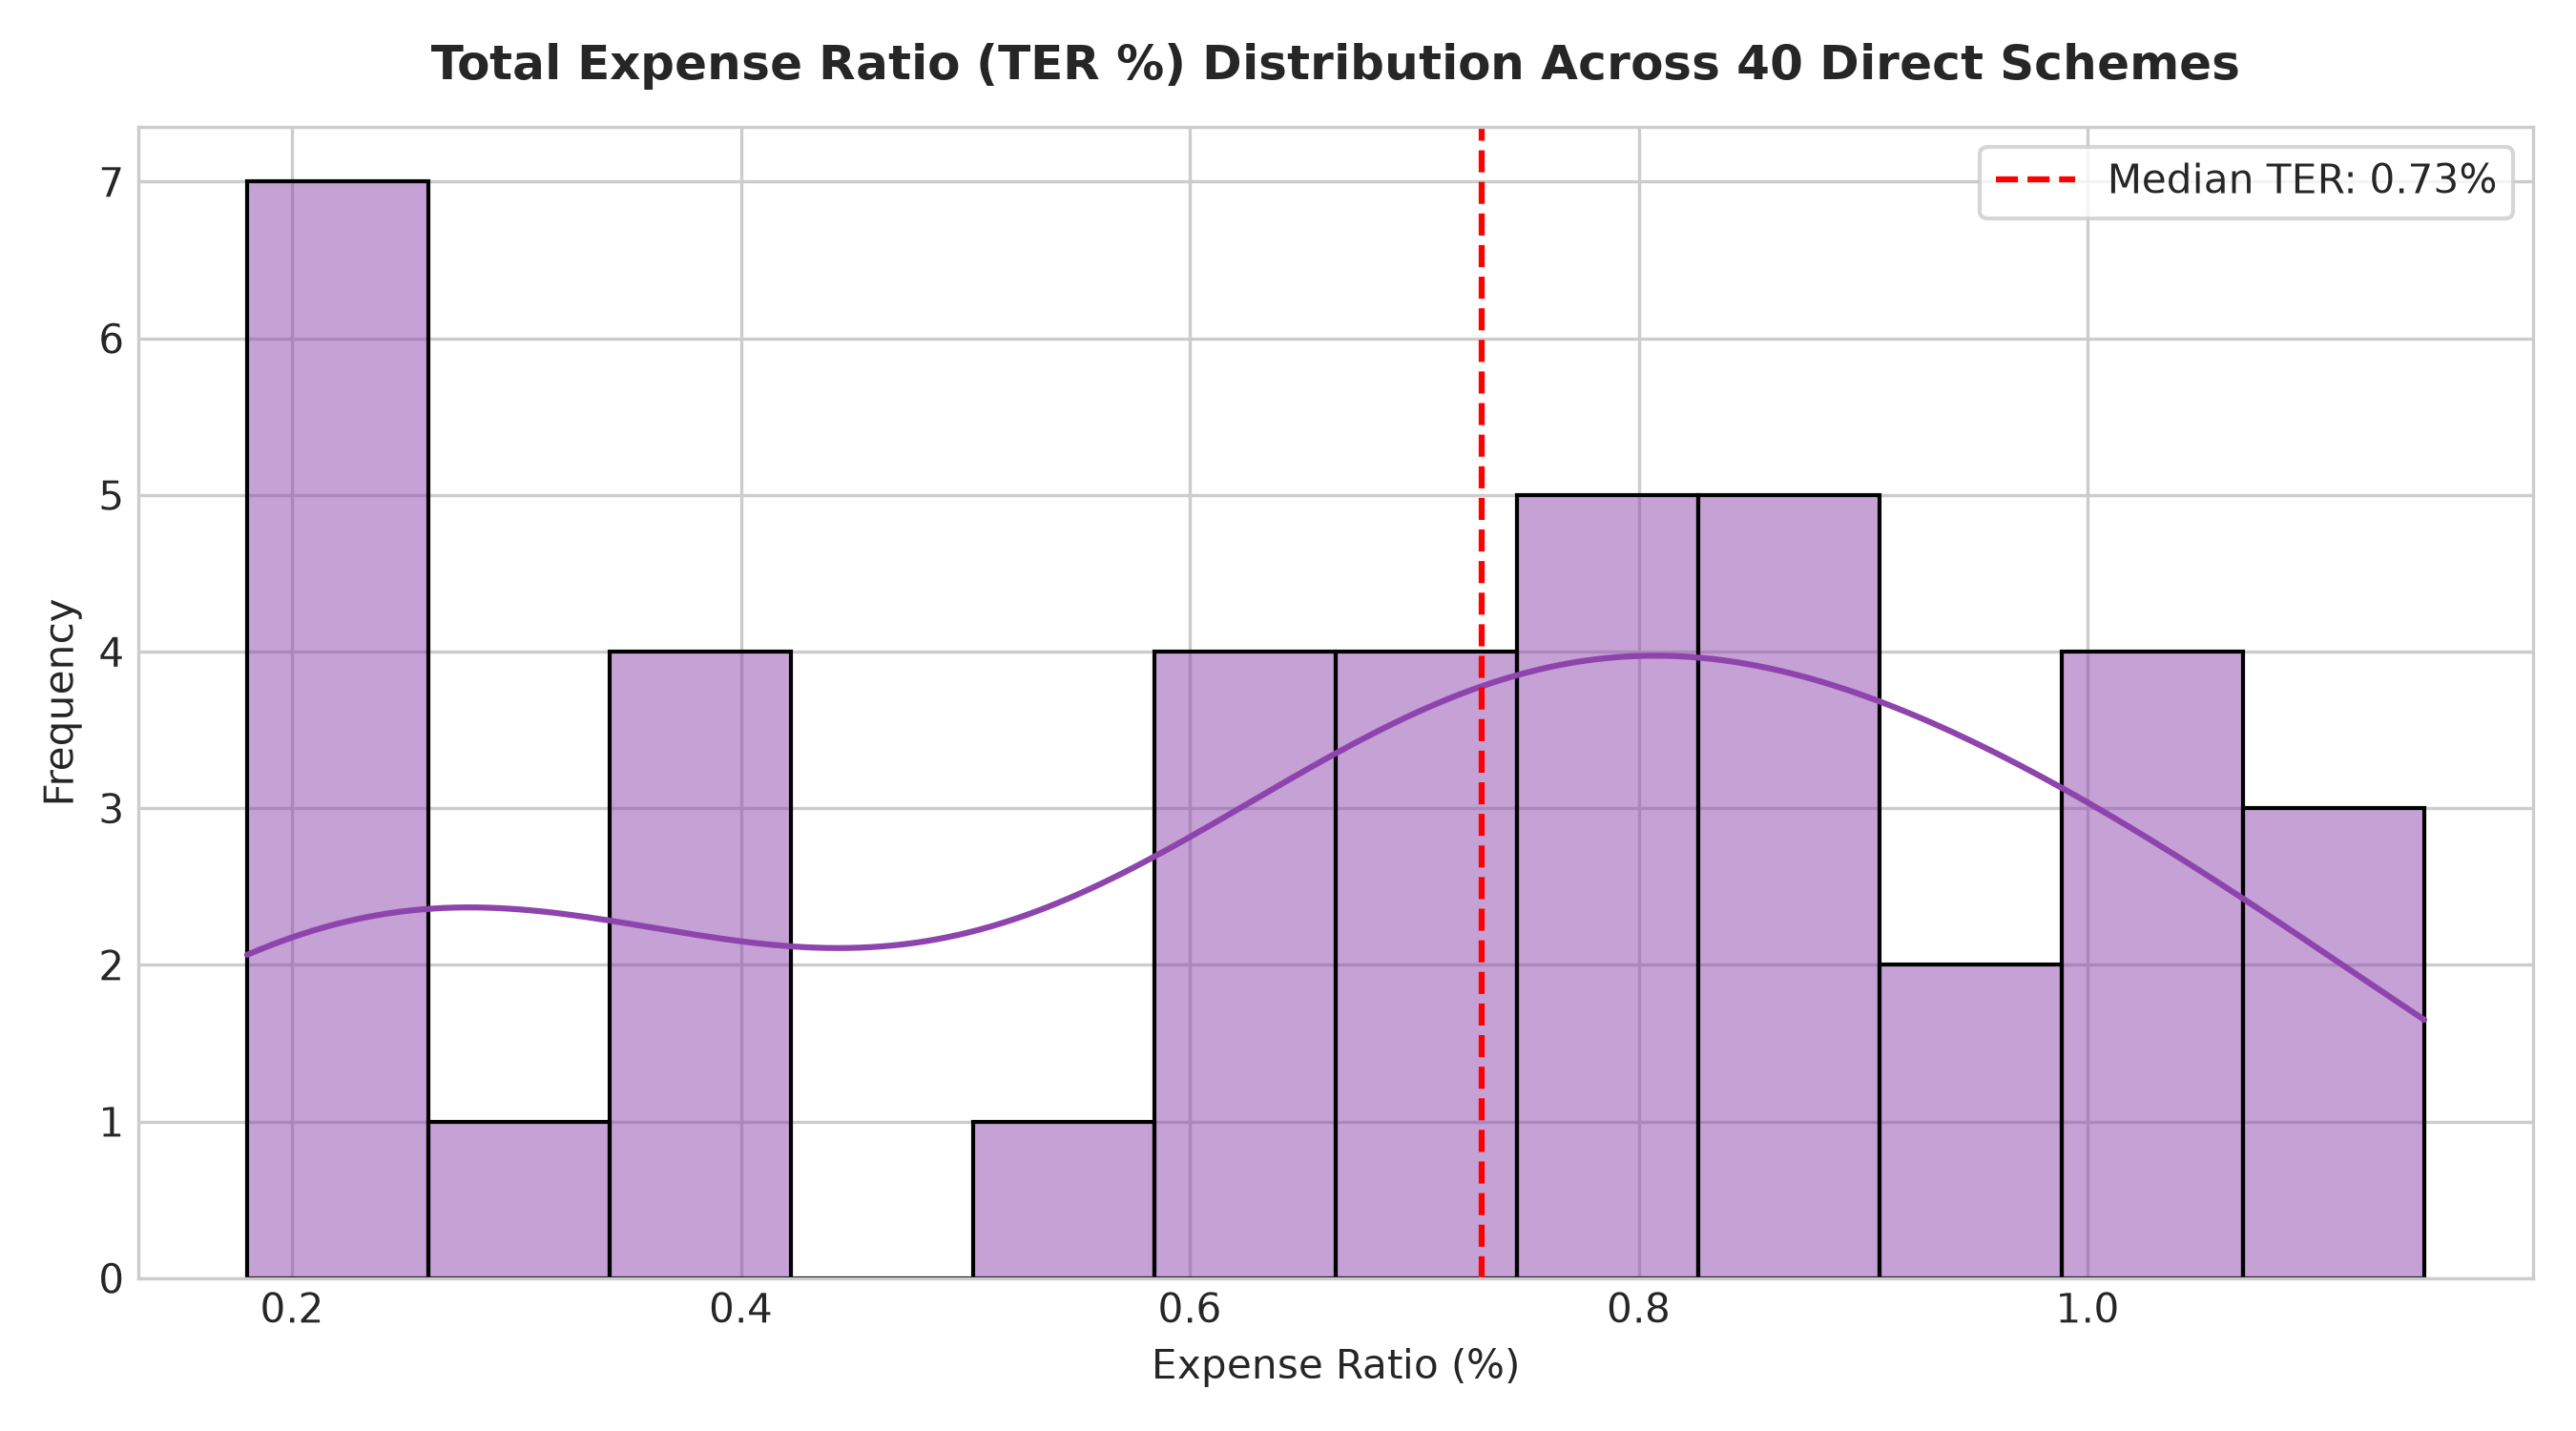 Total Expense Ratio (TER %) Distribution Across 40 Direct Schemes
Median TER: 0.73%
7
6
5
4
3
2
1
0
Frequency
0.2 0.4 0.6 0.8 1.0
Expense Ratio (%)